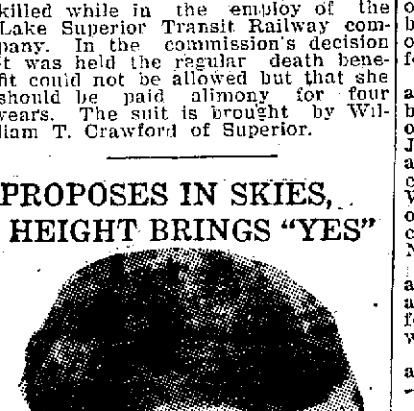 killed while in the employ of the
Lake Superior Transit Railway com-
pany. In the commission's decision
it was held the regular death bene-
fit could not be allowed but that she
should be paid alimony for four
years. The suit is brought by Wil-
liam T. Crawford of Superior.
PROPOSES IN SKIES,
HEIGHT BRINGS "YES"